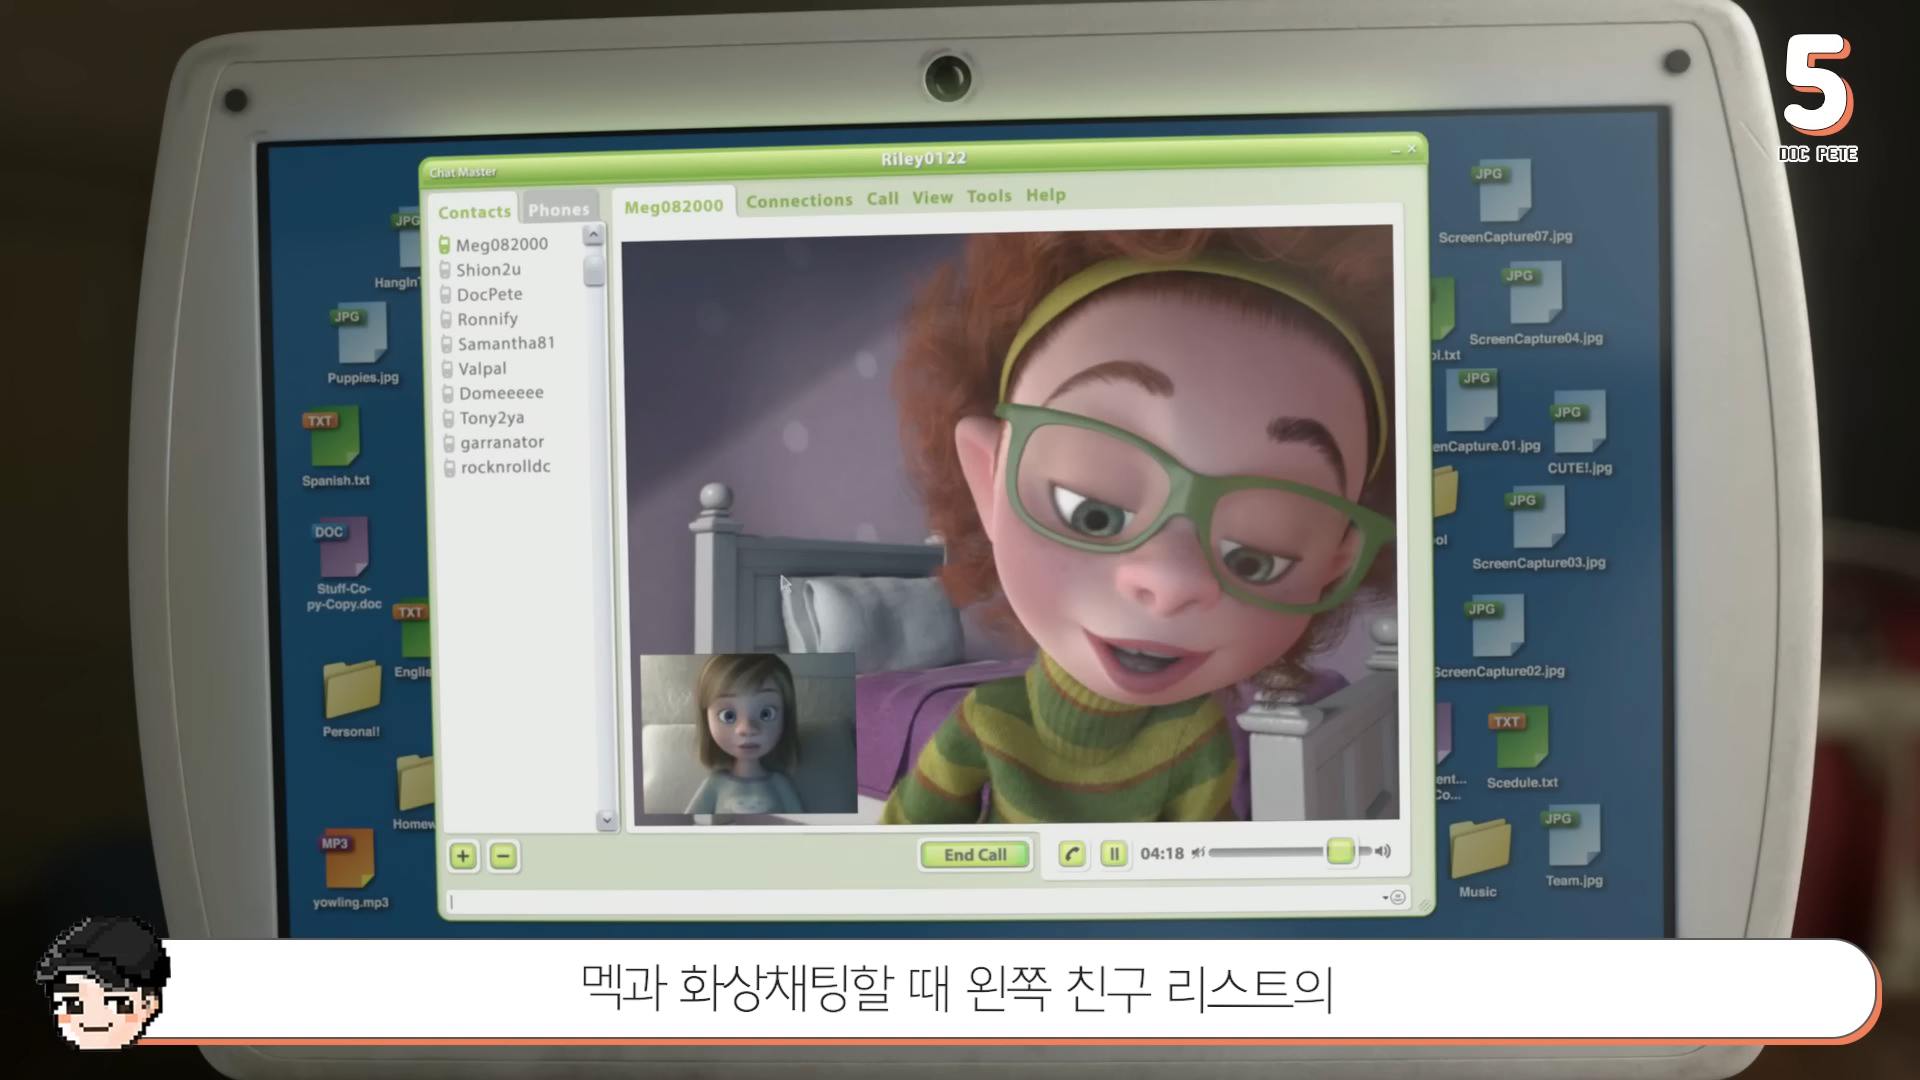 5
DOC PETE
Chat Master
Riley0122
Contacts
Phones
Meg082000
Connections
Call
View
Tools
Help
Meg082000
Shion2u
DocPete
Ronnify
Samantha81
Valpal
Domeeeee
Tony2ya
garranator
rocknrolldc
End Call
04:18
JPG
JPG
Puppies.jpg
TXT
Spanish.txt
DOC
Stuff-Co-
py-Copy.doc
TXT
Personal!
MP3
yowling.mp3
JPG
ScreenCapture07.jpg
JPG
ScreenCapture04.jpg
JPG
enCapture.01.jpg
JPG
CUTE!.jpg
JPG
ScreenCapture03.jpg
JPG
ScreenCapture02.jpg
TXT
Scedule.txt
Music
JPG
Team.jpg
멕과 화상채팅할 때 왼쪽 친구 리스트의